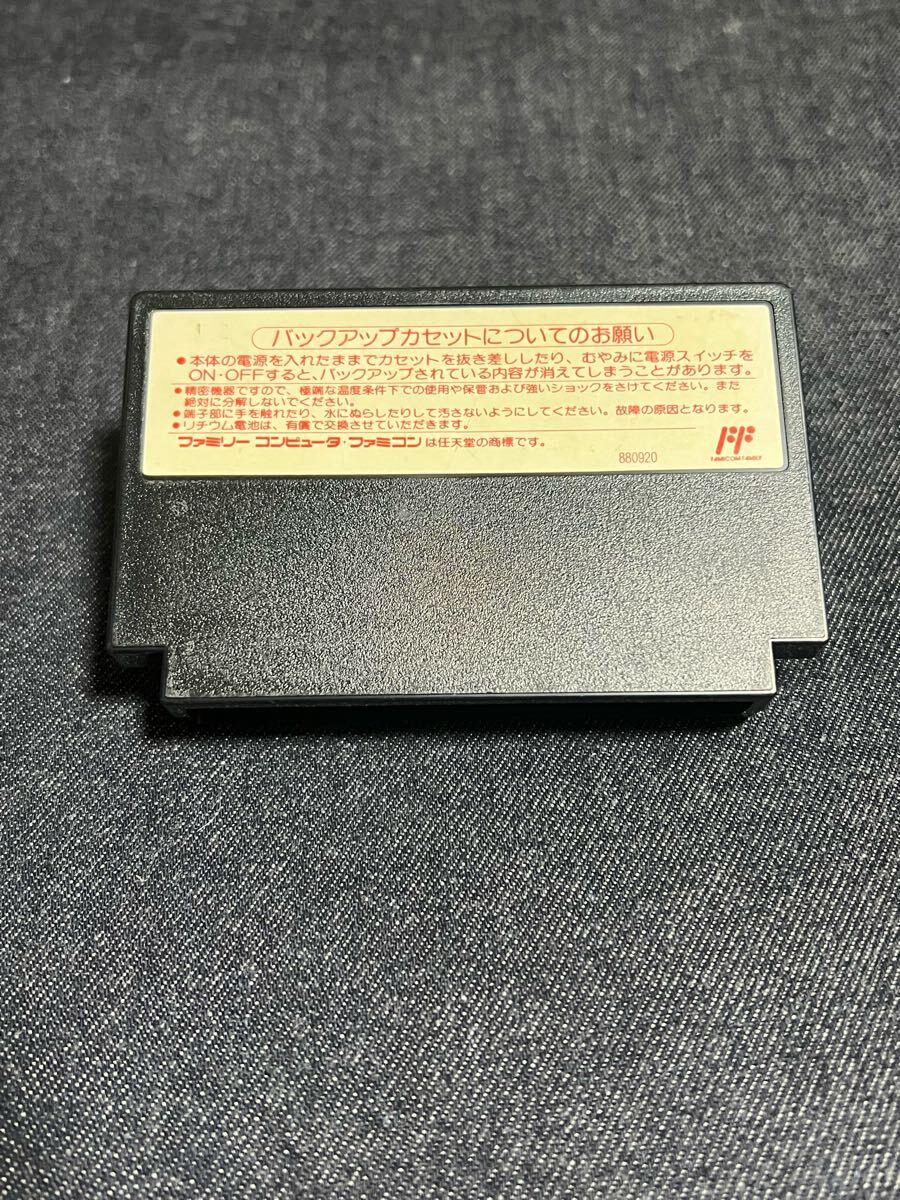 バックアップカセットについてのお願い
●本体の電源を入れたままでカセットを抜き差ししたり、むやみに電源スイッチを
ON・OFFすると、バックアップされている内容が消えてしまうことがあります。
●精密機器ですので、極端な温度条件下での使用や保管および強いショックをさけてください。また
絶対に分解しないでください。
●端子部に手を触れたり、水にぬらしたりして汚さないようにしてください。故障の原因となります。
●リチウム電池は、有償で交換させていただきます。
ファミリー コンピュータ・ファミコン は任天堂の商標です。
FF
FAMICOM FAMILY
880920